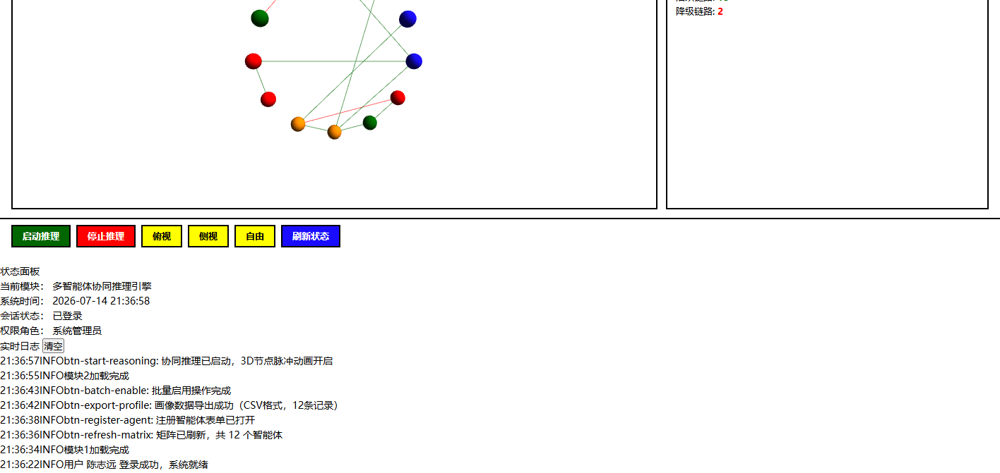 降级链路: 2
启动推理 停止推理 俯视 侧视 自由 刷新状态
状态面板
当前模块： 多智能体协同推理引擎
系统时间： 2026-07-14 21:36:58
会话状态： 已登录
权限角色： 系统管理员
实时日志 清空
21:36:57INFObtn-start-reasoning: 协同推理已启动，3D节点脉冲动画开启
21:36:55INFO模块2加载完成
21:36:43INFObtn-batch-enable: 批量启用操作完成
21:36:42INFObtn-export-profile: 画像数据导出成功（CSV格式，12条记录）
21:36:38INFObtn-register-agent: 注册智能体表单已打开
21:36:36INFObtn-refresh-matrix: 矩阵已刷新，共 12 个智能体
21:36:34INFO模块1加载完成
21:36:22INFO用户 陈志远 登录成功，系统就绪